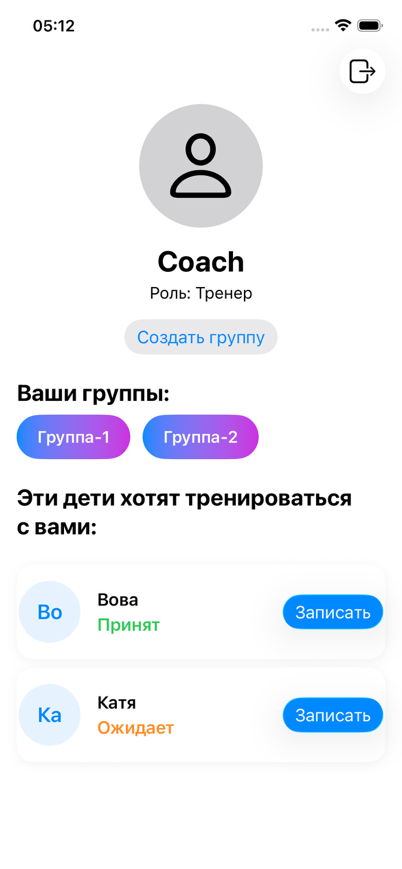 05:12
Coach
Роль: Тренер
Создать группу
Ваши группы:
Группа-1
Группа-2
Эти дети хотят тренироваться
с вами:
Во
Вова
Принят
Записать
Ка
Катя
Ожидает
Записать